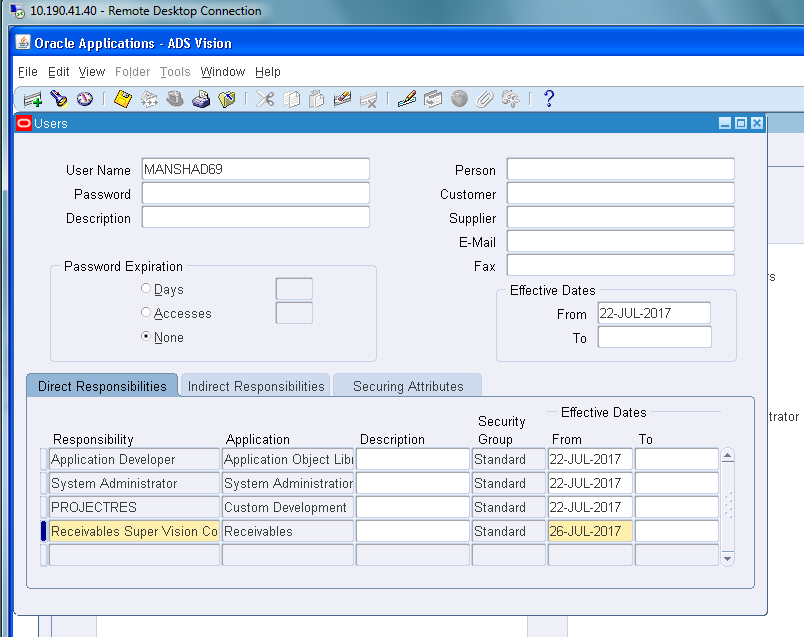 10.190.41.40 - Remote Desktop Connection
Oracle Applications - ADS Vision
File Edit View Folder Tools Window Help
Users
User Name MANSHAD69
Password
Description
Person
Customer
Supplier
E-Mail
Fax
Password Expiration
Days
Accesses
None
Effective Dates
From 22-JUL-2017
To
Direct Responsibilities Indirect Responsibilities Securing Attributes
Effective Dates
Responsibility Application Description Security Group From To
Application Developer Application Object Libr Standard 22-JUL-2017
System Administrator System Administration Standard 22-JUL-2017
PROJECTRES Custom Development Standard 22-JUL-2017
Receivables Super Vision Co Receivables Standard 26-JUL-2017
rs
trator